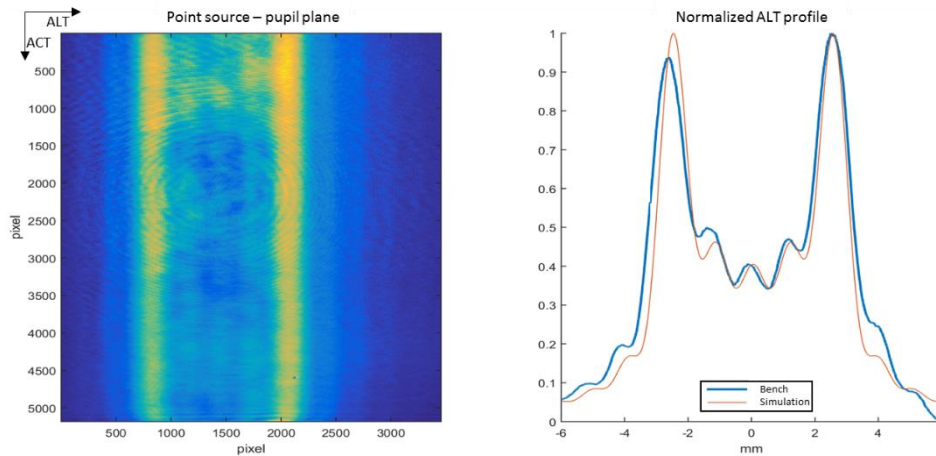 ALT
ACT
Point source – pupil plane
500
1000
1500
2000
2500
3000
3500
4000
4500
5000
pixel
500 1000 1500 2000 2500 3000
pixel
Normalized ALT profile
1
0.9
0.8
0.7
0.6
0.5
0.4
0.3
0.2
0.1
0
Bench
Simulation
-6 -4 -2 0 2 4
mm